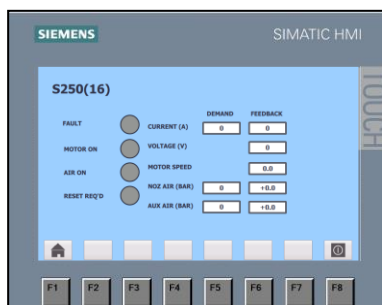 SIEMENS SIMATIC HMI
TOUCH
S250(16)
DEMAND FEEDBACK
FAULT CURRENT (A) 0 0
MOTOR ON VOLTAGE (V) 0
AIR ON MOTOR SPEED 0.0
RESET REQ'D NOZ AIR (BAR) 0 +0.0
AUX AIR (BAR) 0 +0.0
F1 F2 F3 F4 F5 F6 F7 F8